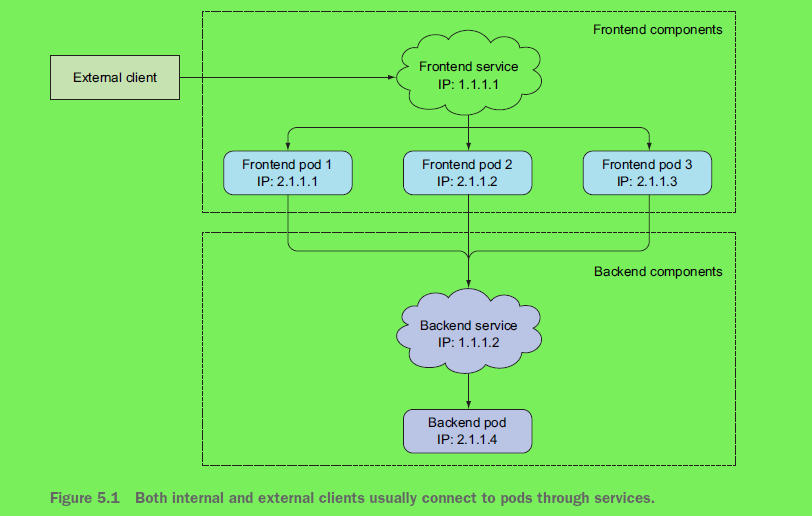 Frontend components
External client
Frontend service
IP: 1.1.1.1
Frontend pod 1
IP: 2.1.1.1
Frontend pod 2
IP: 2.1.1.2
Frontend pod 3
IP: 2.1.1.3
Backend components
Backend service
IP: 1.1.1.2
Backend pod
IP: 2.1.1.4
Figure 5.1 Both internal and external clients usually connect to pods through services.